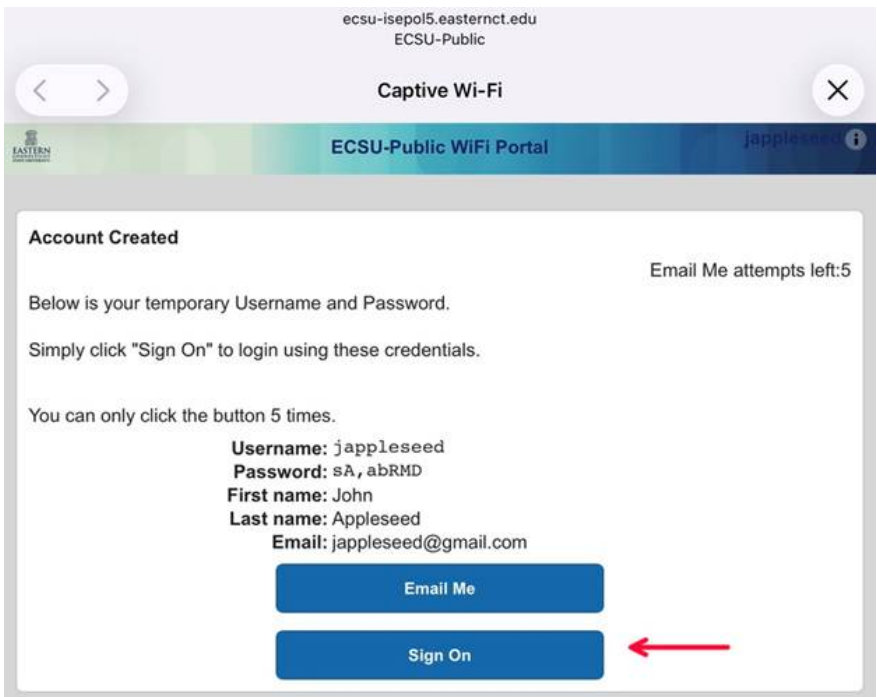 ecsu-isepol5.easternct.edu
ECSU-Public
Captive Wi-Fi
EASTERN
ECSU-Public WiFi Portal
jappleseed
Account Created
Email Me attempts left:5
Below is your temporary Username and Password.
Simply click "Sign On" to login using these credentials.
You can only click the button 5 times.
Username: jappleseed
Password: sA,abRMD
First name: John
Last name: Appleseed
Email: jappleseed@gmail.com
Email Me
Sign On